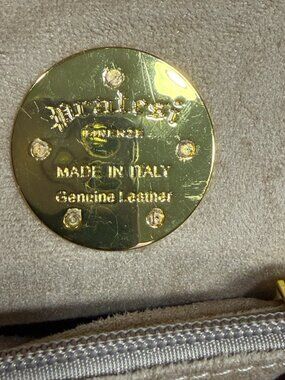 Pratesi
FIRENZE
MADE IN ITALY
Genuine Leather